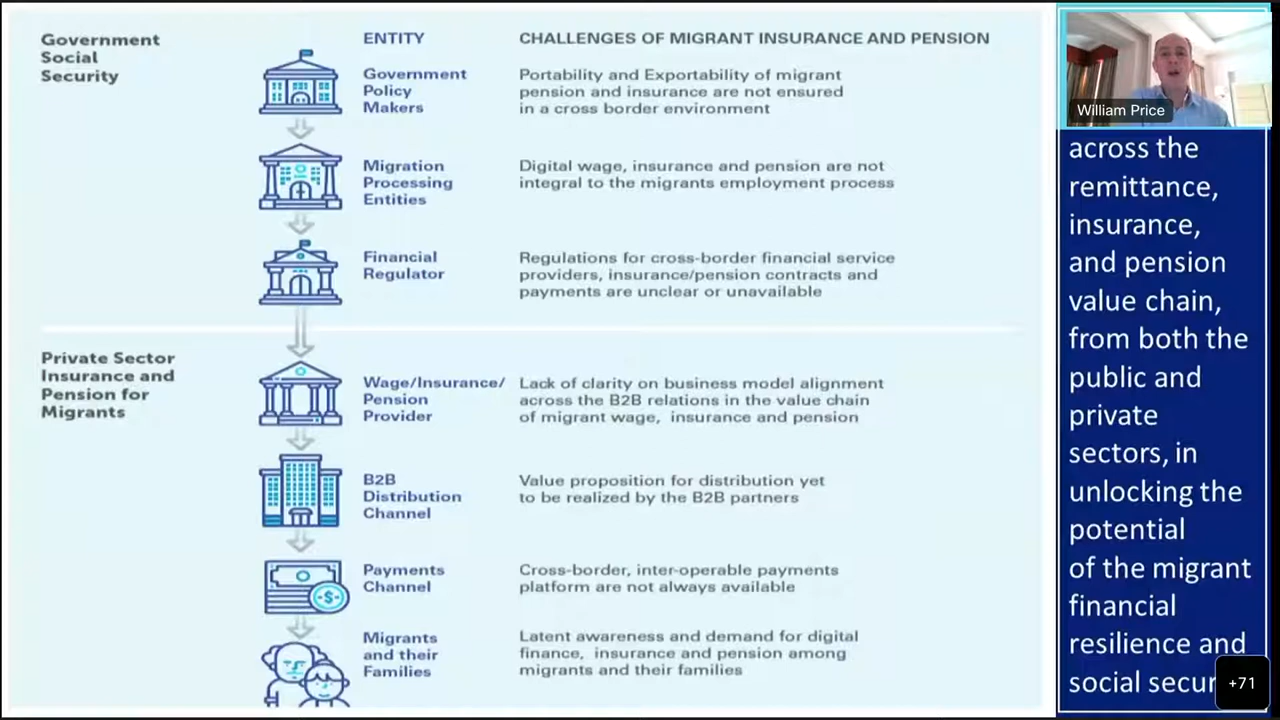 Government
Social
Security
ENTITY
CHALLENGES OF MIGRANT INSURANCE AND PENSION
Government
Policy
Makers
Portability and Exportability of migrant
pension and insurance are not ensured
in a cross border environment
Migration
Processing
Entities
Digital wage, insurance and pension are not
integral to the migrants employment process
Financial
Regulator
Regulations for cross-border financial service
providers, insurance/pension contracts and
payments are unclear or unavailable
Private Sector
Insurance and
Pension for
Migrants
Wage/Insurance/
Pension
Provider
Lack of clarity on business model alignment
across the B2B relations in the value chain
of migrant wage, insurance and pension
B2B
Distribution
Channel
Value proposition for distribution yet
to be realized by the B2B partners
Payments
Channel
Cross-border, inter-operable payments
platform are not always available
Migrants
and their
Families
Latent awareness and demand for digital
finance, insurance and pension among
migrants and their families
William Price
across the
remittance,
insurance,
and pension
value chain,
from both the
public and
private
sectors, in
unlocking the
potential
of the migrant
financial
resilience and
social secur
+71